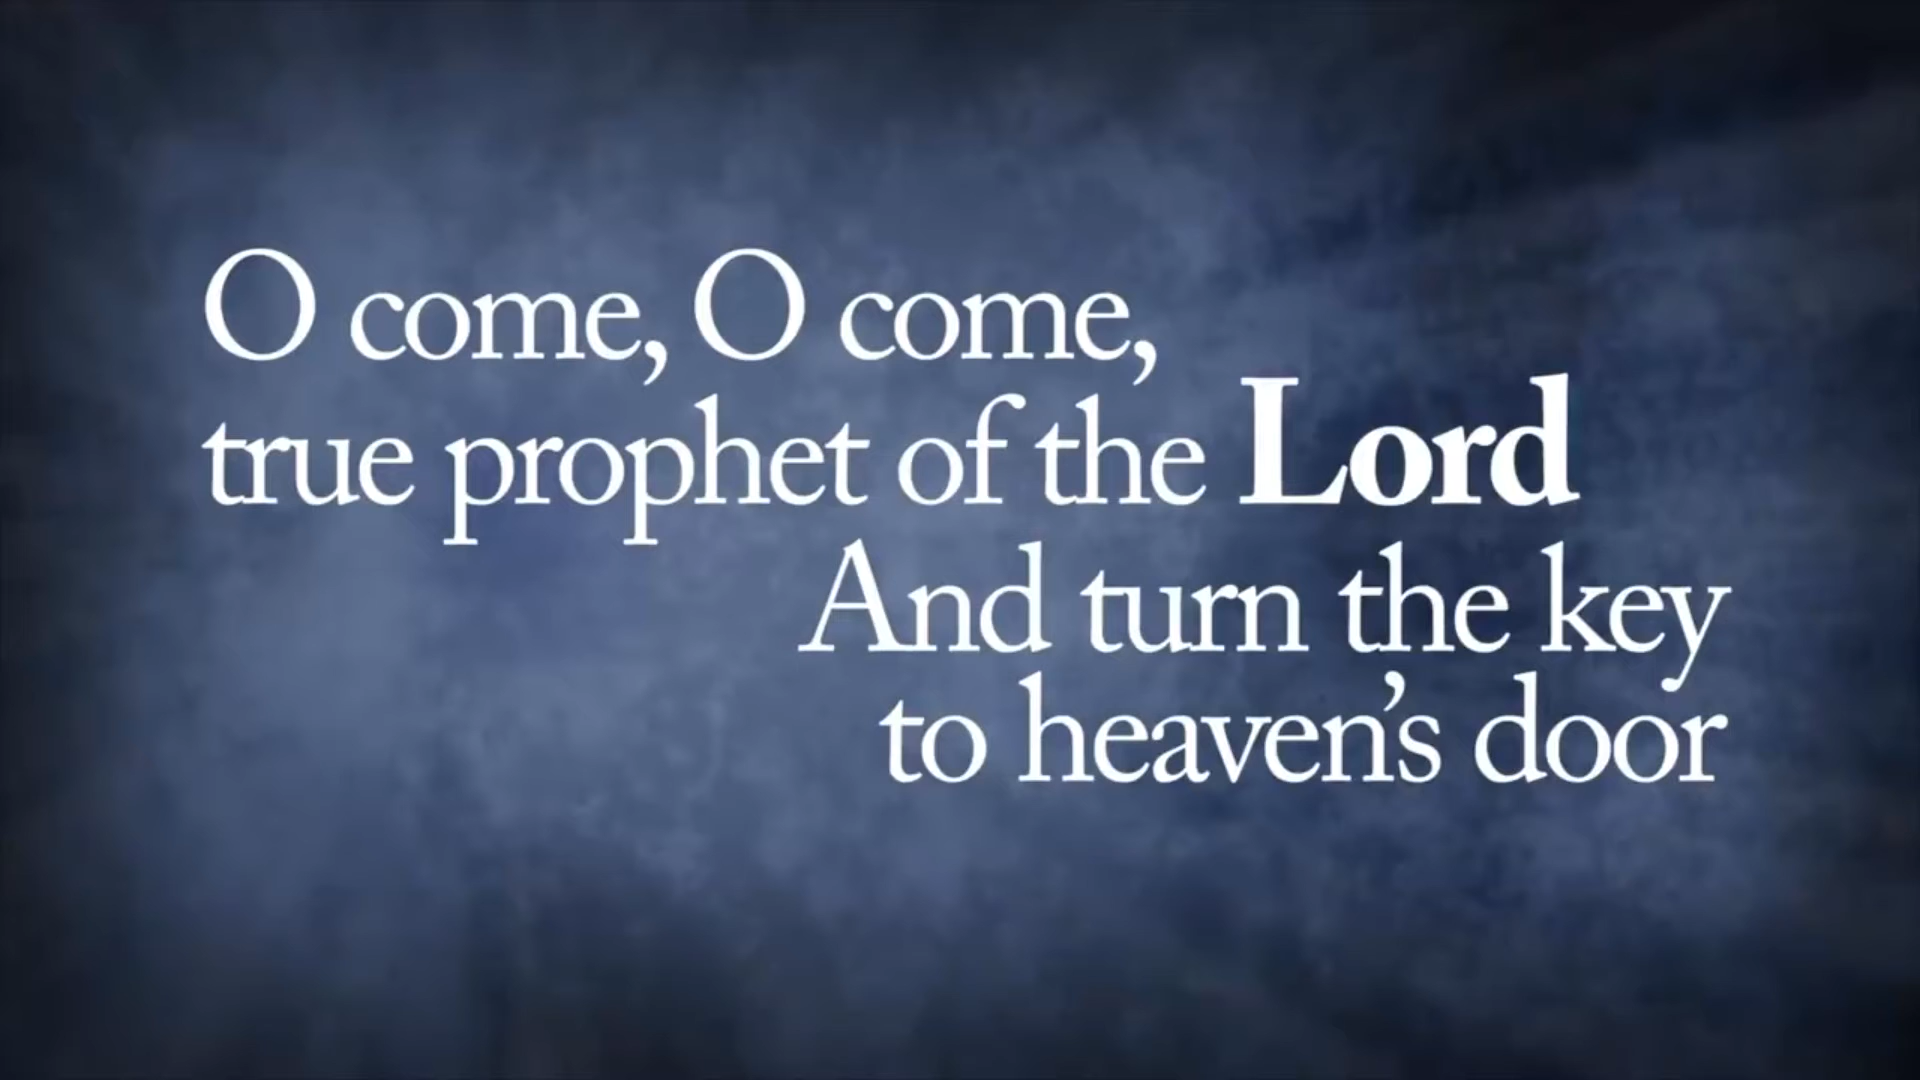 O come, O come,
true prophet of the Lord
And turn the key
to heaven's door